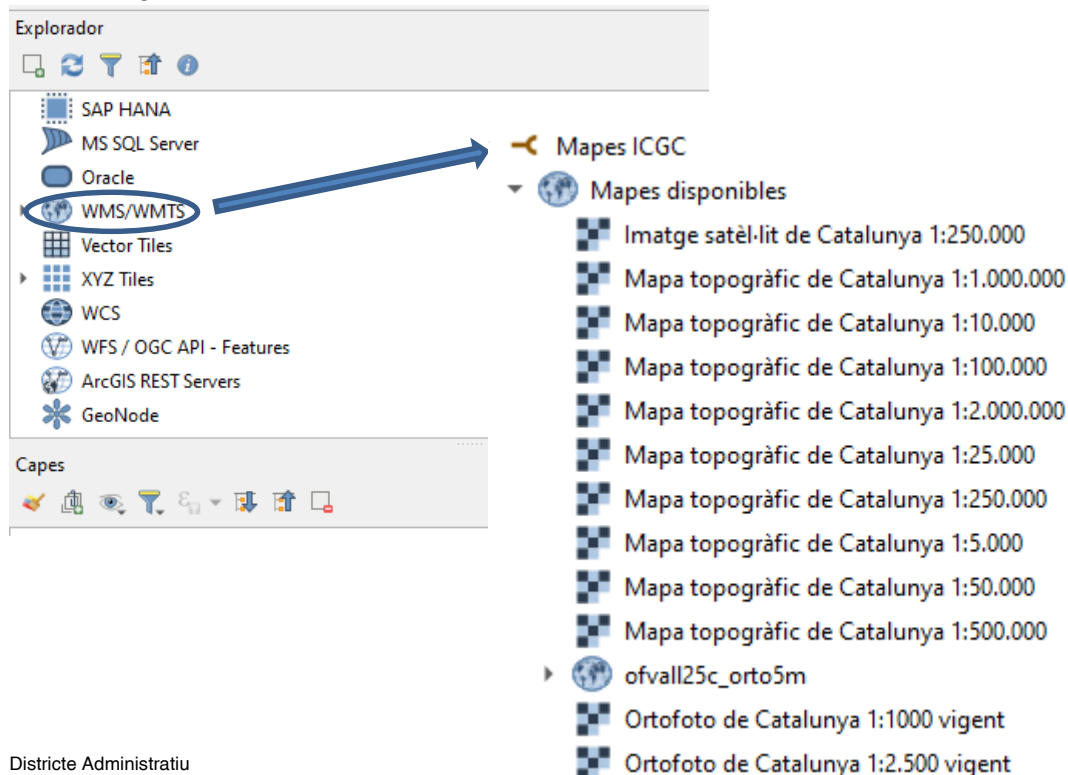 Explorador
SAP HANA
MS SQL Server
Oracle
WMS/WMTS
Vector Tiles
XYZ Tiles
WCS
WFS / OGC API - Features
ArcGIS REST Servers
GeoNode
Capes
Mapes ICGC
Mapes disponibles
Imatge satèl·lit de Catalunya 1:250.000
Mapa topogràfic de Catalunya 1:1.000.000
Mapa topogràfic de Catalunya 1:10.000
Mapa topogràfic de Catalunya 1:100.000
Mapa topogràfic de Catalunya 1:2.000.000
Mapa topogràfic de Catalunya 1:25.000
Mapa topogràfic de Catalunya 1:250.000
Mapa topogràfic de Catalunya 1:5.000
Mapa topogràfic de Catalunya 1:50.000
Mapa topogràfic de Catalunya 1:500.000
ofvall25c_orto5m
Ortofoto de Catalunya 1:1000 vigent
Ortofoto de Catalunya 1:2.500 vigent
Districte Administratiu